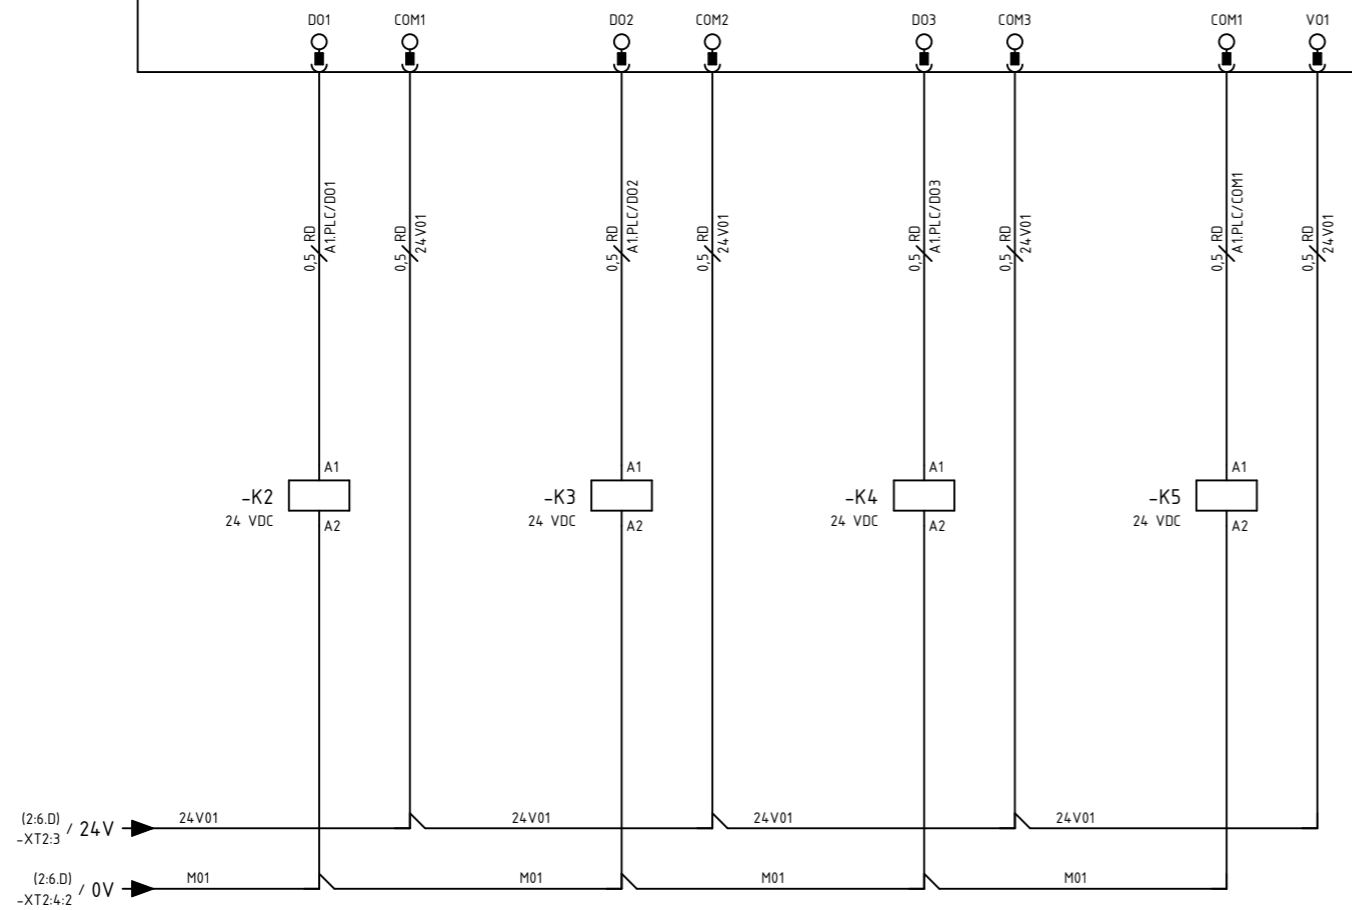 DO1 COM1 DO2 COM2 DO3 COM3 COM1 VO1
0,5 RD
A1.PLC/DO1
0,5 RD
24V01
0,5 RD
A1.PLC/DO2
0,5 RD
24V01
0,5 RD
A1.PLC/DO3
0,5 RD
24V01
0,5 RD
A1.PLC/COM1
0,5 RD
24V01
A1 A1 A1 A1
-K2 -K3 -K4 -K5
24 VDC 24 VDC 24 VDC 24 VDC
A2 A2 A2 A2
(2:6.D) / 24V 24V01 24V01 24V01 24V01
-XT2:3
(2:6.D) / 0V M01 M01 M01 M01
-XT2:4:2